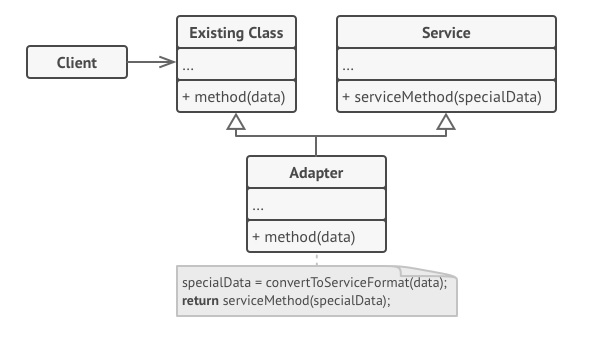 Client
Existing Class
...
+ method(data)
Service
...
+ serviceMethod(specialData)
Adapter
...
+ method(data)
specialData = convertToServiceFormat(data);
return serviceMethod(specialData);